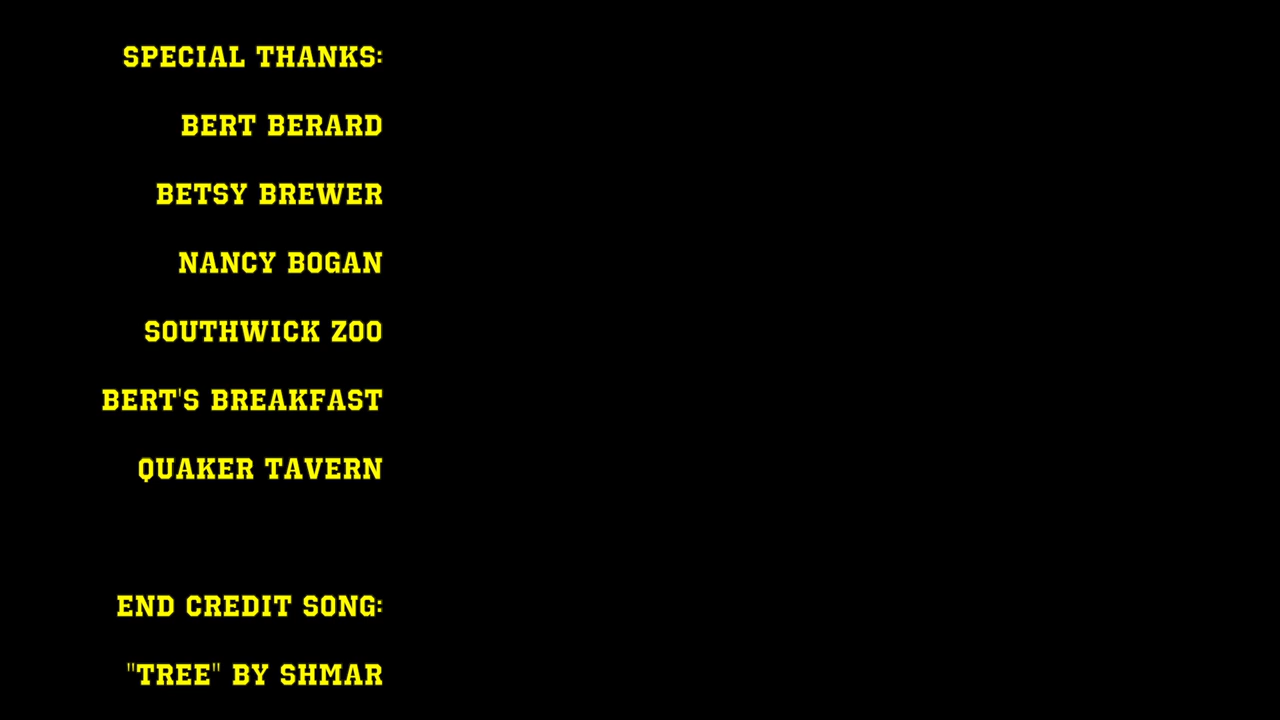 SPECIAL THANKS:
BERT BERARD
BETSY BREWER
NANCY BOGAN
SOUTHWICK ZOO
BERT'S BREAKFAST
QUAKER TAVERN
END CREDIT SONG:
"TREE" BY SHMAR